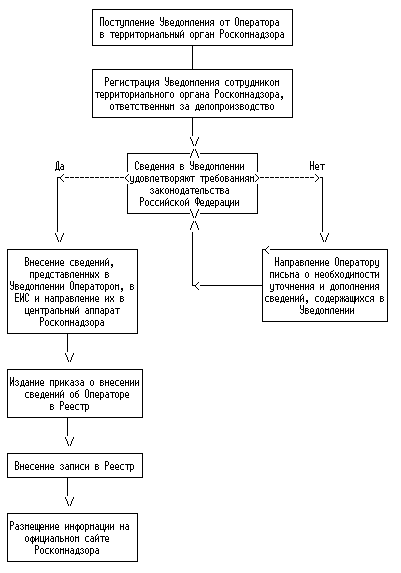 Поступление Уведомления от Оператора
в территориальный орган Роскомнадзора
Регистрация Уведомления сотрудником
территориального органа Роскомнадзора,
ответственным за делопроизводство
Да
Сведения в Уведомлении
удовлетворяют требованиям
законодательства
Российской Федерации
Нет
Внесение сведений,
представленных в
Уведомлении Оператором, в
ЕИС и направление их в
центральный аппарат
Роскомнадзора
Направление Оператору
письма о необходимости
уточнения и дополнения
сведений, содержащихся в
Уведомлении
Издание приказа о внесении
сведений об Операторе
в Реестр
Внесение записи в Реестр
Размещение информации на
официальном сайте
Роскомнадзора